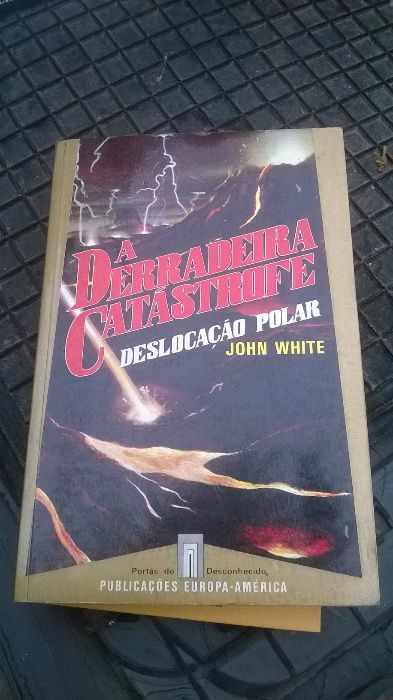 A
DERRADEIRA
CATÁSTROFE
DESLOCAÇÃO POLAR
JOHN WHITE
Portas do Desconhecido,
PUBLICAÇÕES EUROPA-AMÉRICA